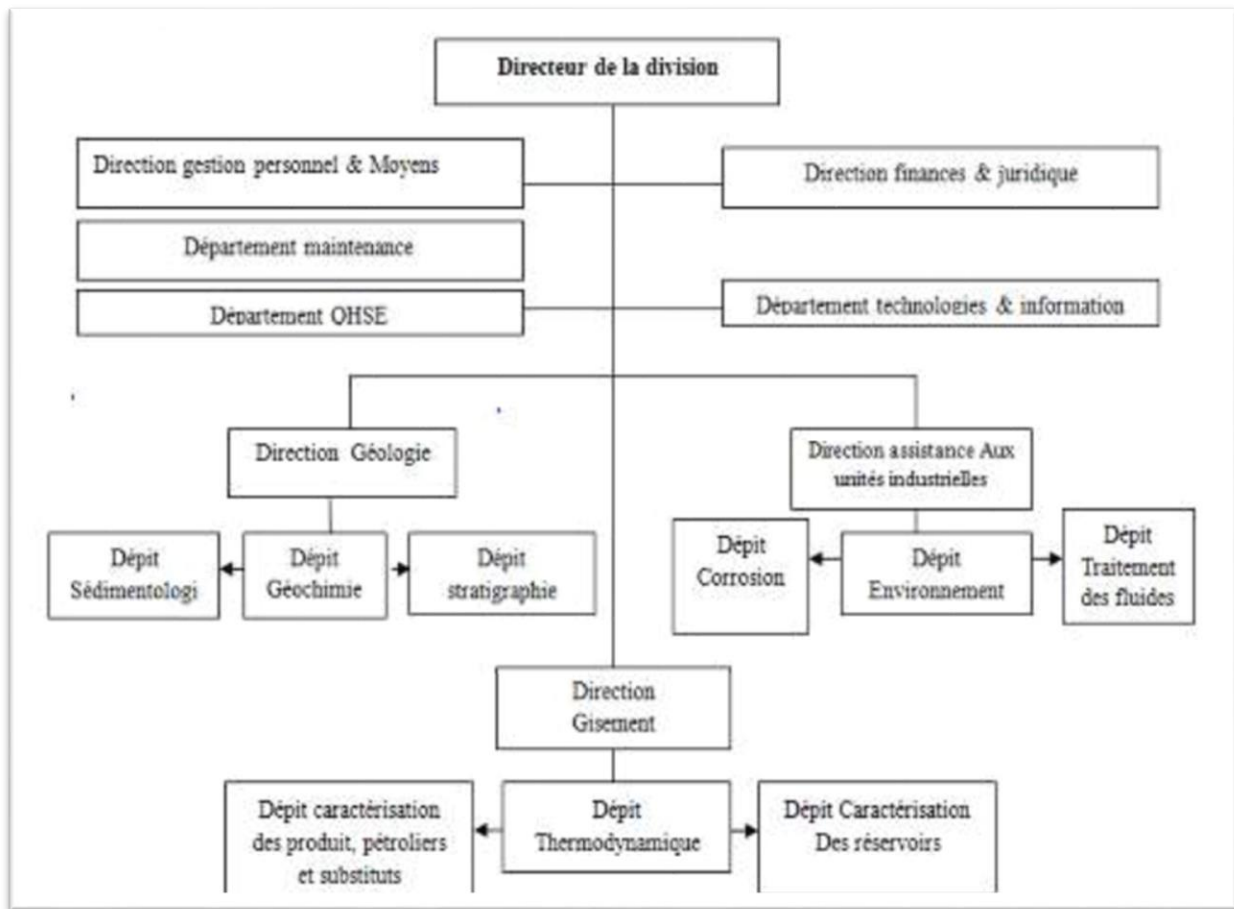 Directeur de la division
Direction gestion personnel & Moyens
Direction finances & juridique
Département maintenance
Département QHSE
Département technologies & information
Direction Géologie
Direction assistance Aux
unités industrielles
Dépit
Sédimentologi
Dépit
Géochimie
Dépit
stratigraphie
Dépit
Corrosion
Dépit
Environnement
Dépit
Traitement
des fluides
Direction
Gisement
Dépit caractérisation
des produit, pétroliers
et substituts
Dépit
Thermodynamique
Dépit Caractérisation
Des réservoirs